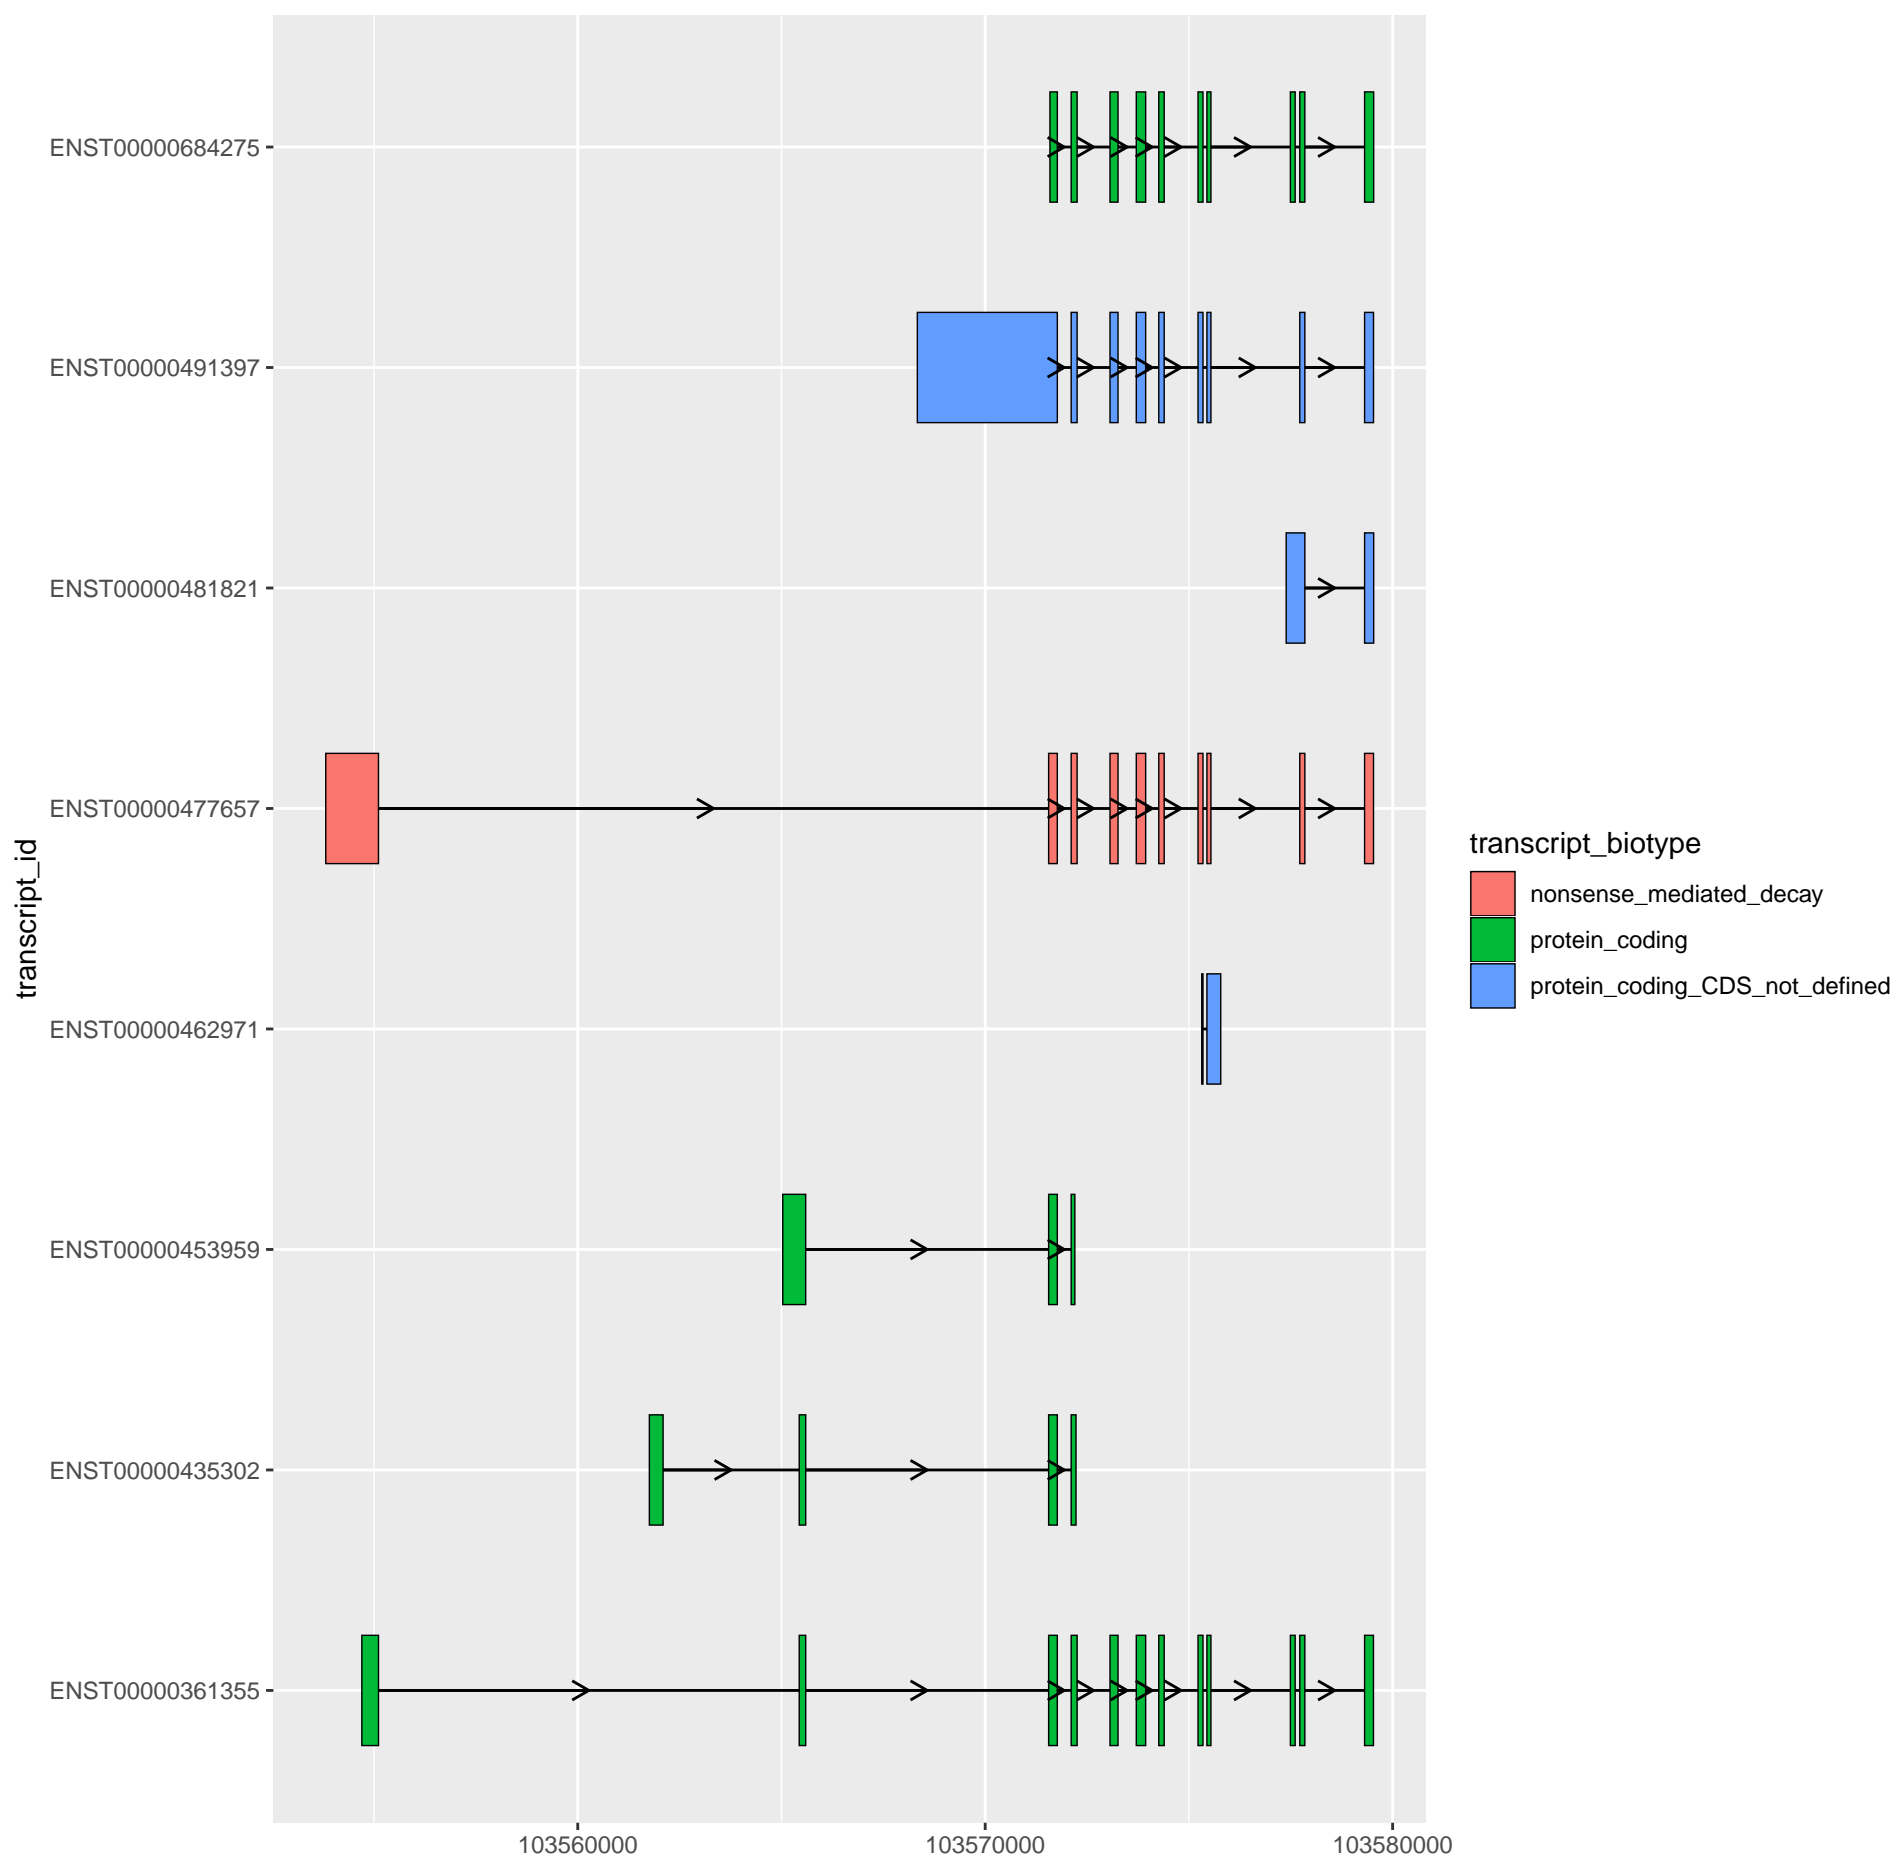 ENST00000684275
ENST00000491397
ENST00000481821
ENST00000477657
ENST00000462971
ENST00000453959
ENST00000435302
ENST00000361355
transcript_id
103560000
103570000
103580000
transcript_biotype
nonsense_mediated_decay
protein_coding
protein_coding_CDS_not_defined